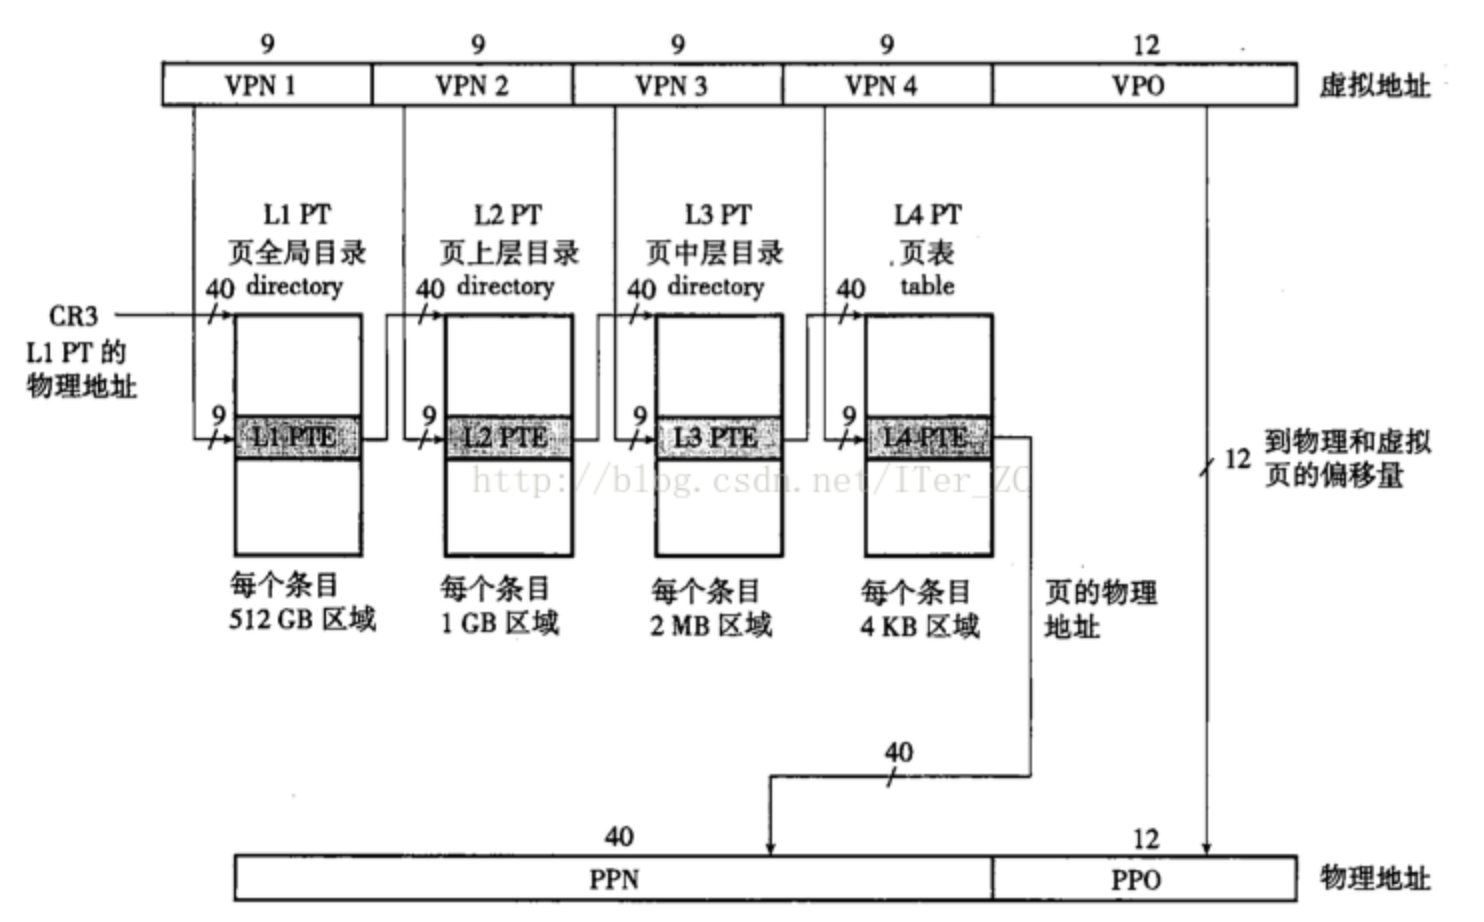 9 9 9 9 12
VPN 1 VPN 2 VPN 3 VPN 4 VPO 虚拟地址
L1 PT L2 PT L3 PT L4 PT
页全局目录 页上层目录 页中层目录 页表
40 directory 40 directory 40 directory 40 table
CR3
L1 PT 的
物理地址
9 9 9 9
L1 PTE L2 PTE L3 PTE L4 PTE
12 到物理和虚拟
页的偏移量
http://blog.csdn.net/ITer_ZC
每个条目 每个条目 每个条目 每个条目 页的物理
512 GB 区域 1 GB 区域 2 MB 区域 4 KB 区域 地址
40
40 12
PPN PPO 物理地址